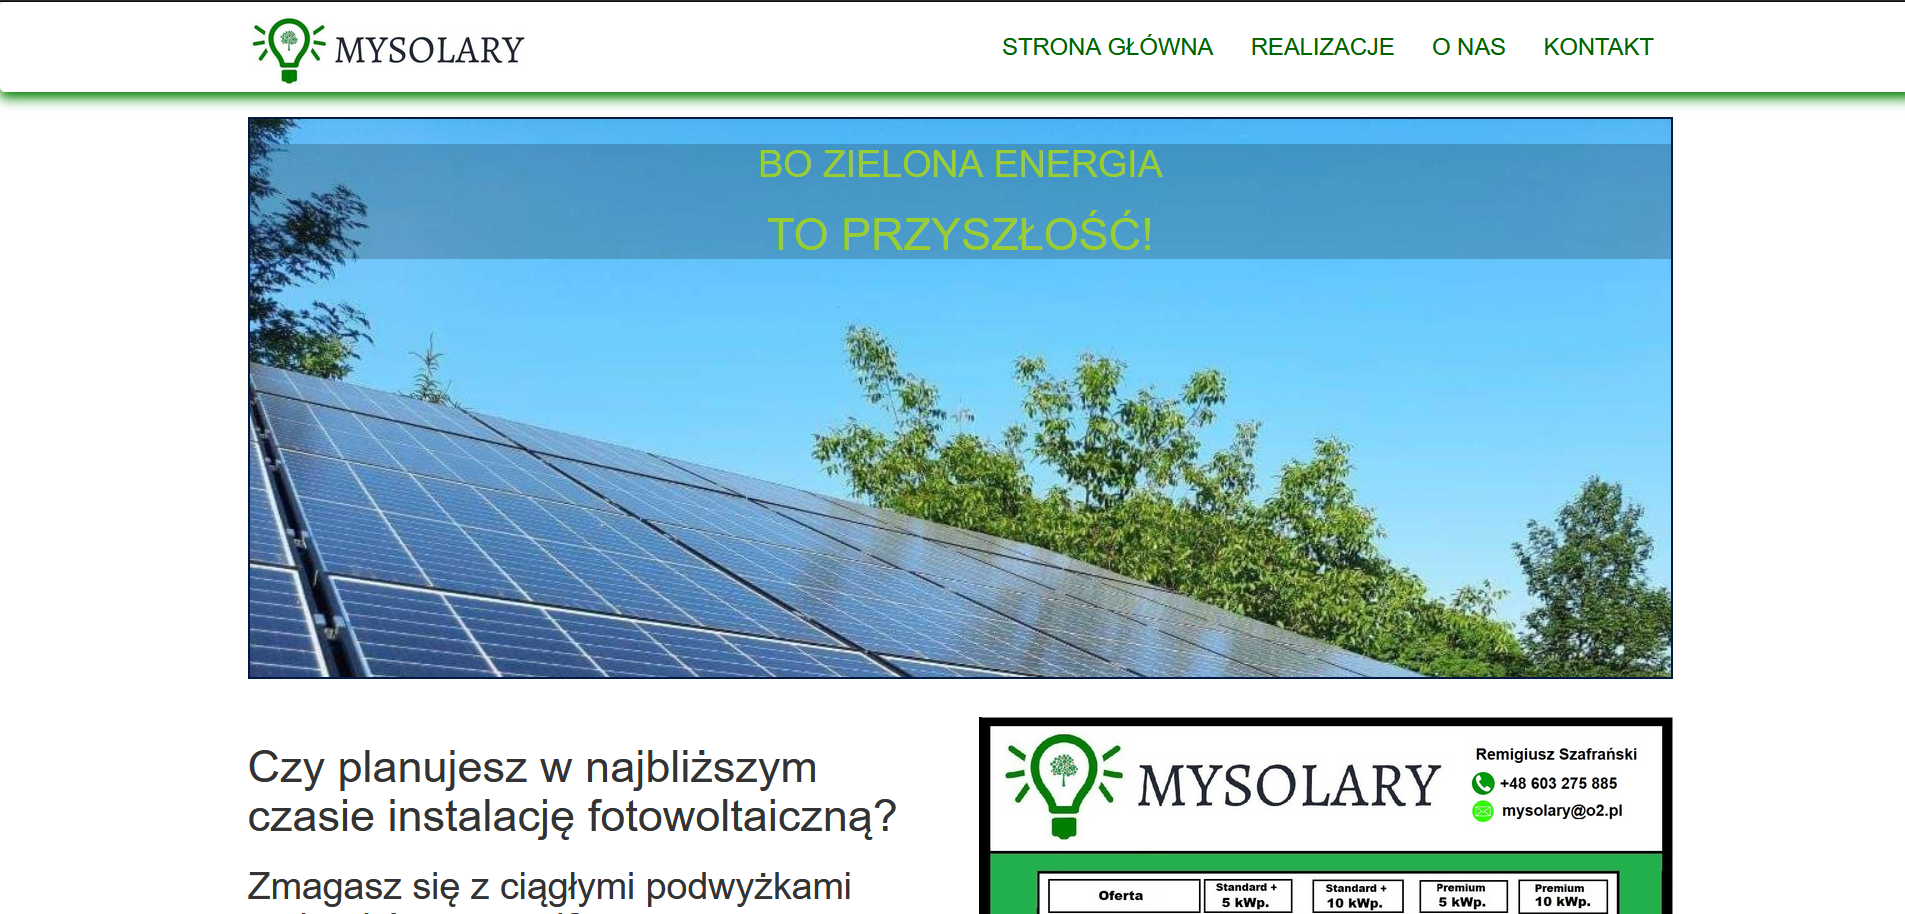 MYSOLARY
STRONA GŁÓWNA REALIZACJE O NAS KONTAKT
BO ZIELONA ENERGIA
TO PRZYSZŁOŚĆ!
Czy planujesz w najbliższym
czasie instalację fotowoltaiczną?
Zmagasz się z ciągłymi podwyżkami
MYSOLARY
Remigiusz Szafrański
+48 603 275 885
mysolary@o2.pl
Oferta
Standard +
5 kWp.
Standard +
10 kWp.
Premium
5 kWp.
Premium
10 kWp.